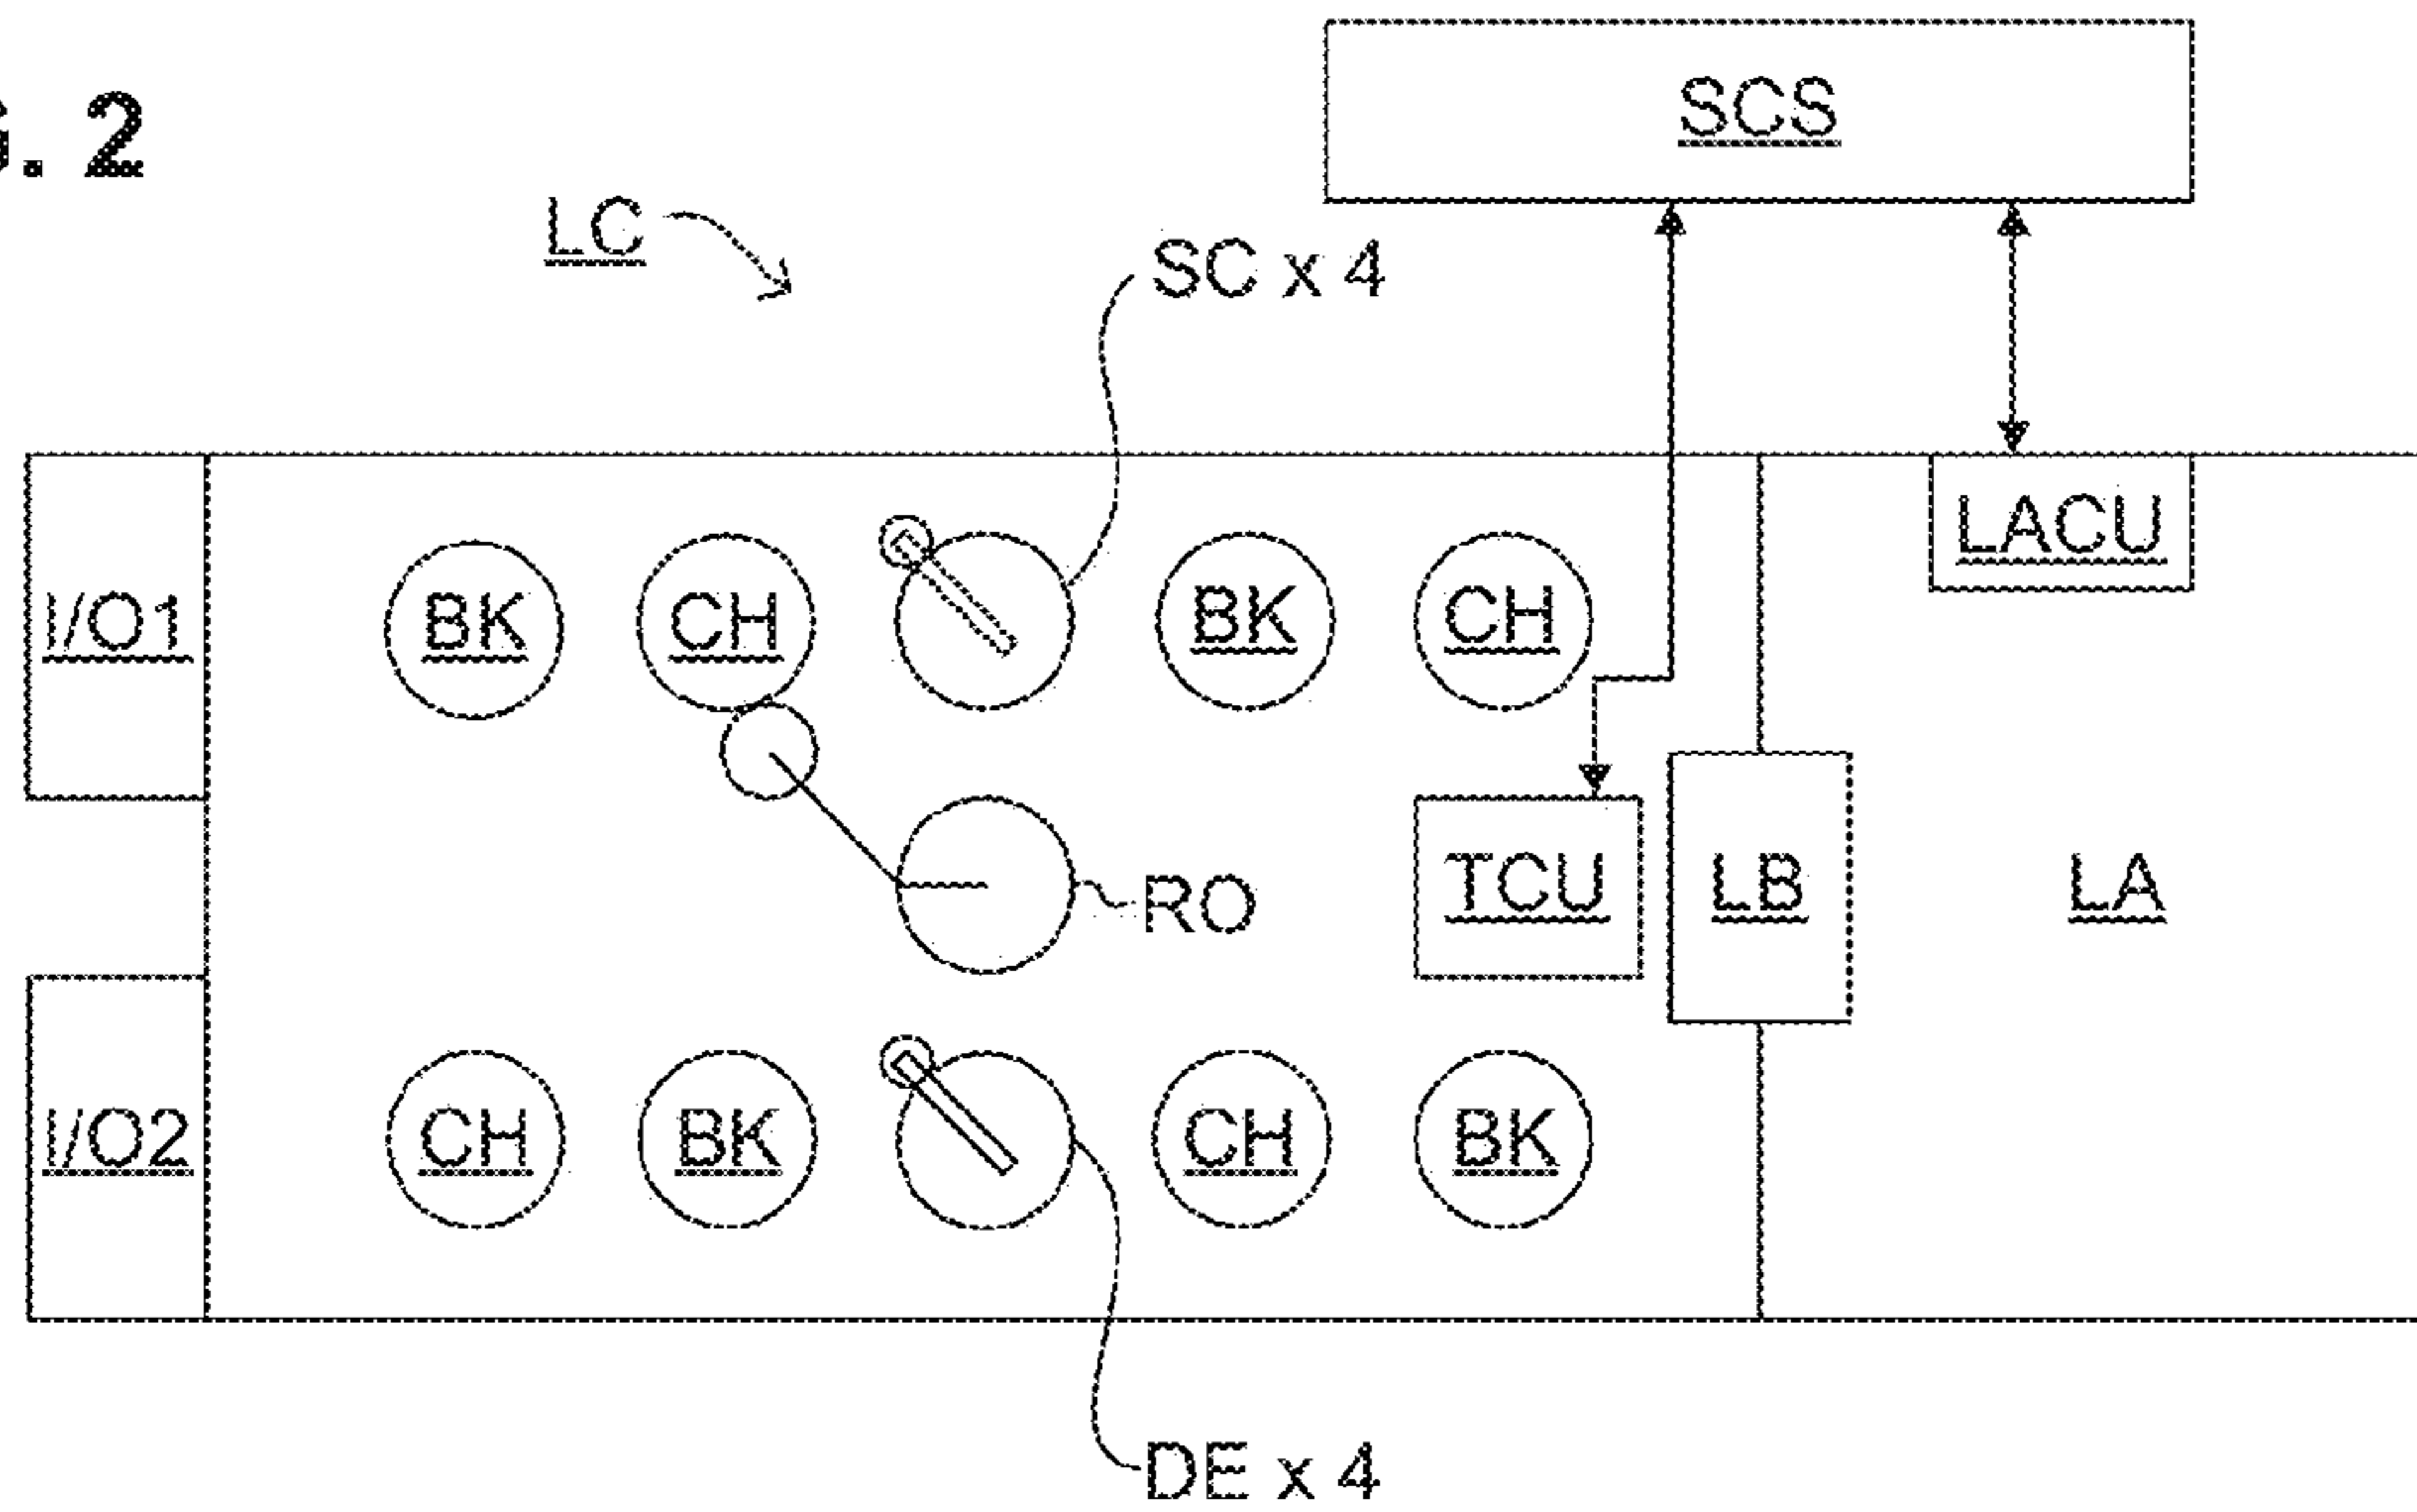 G. 2
SCS
LC
SC x 4
LACU
I/O1
BK
CH
BK
CH
RO
TCU
LB
LA
I/O2
CH
BK
CH
BK
DE x 4